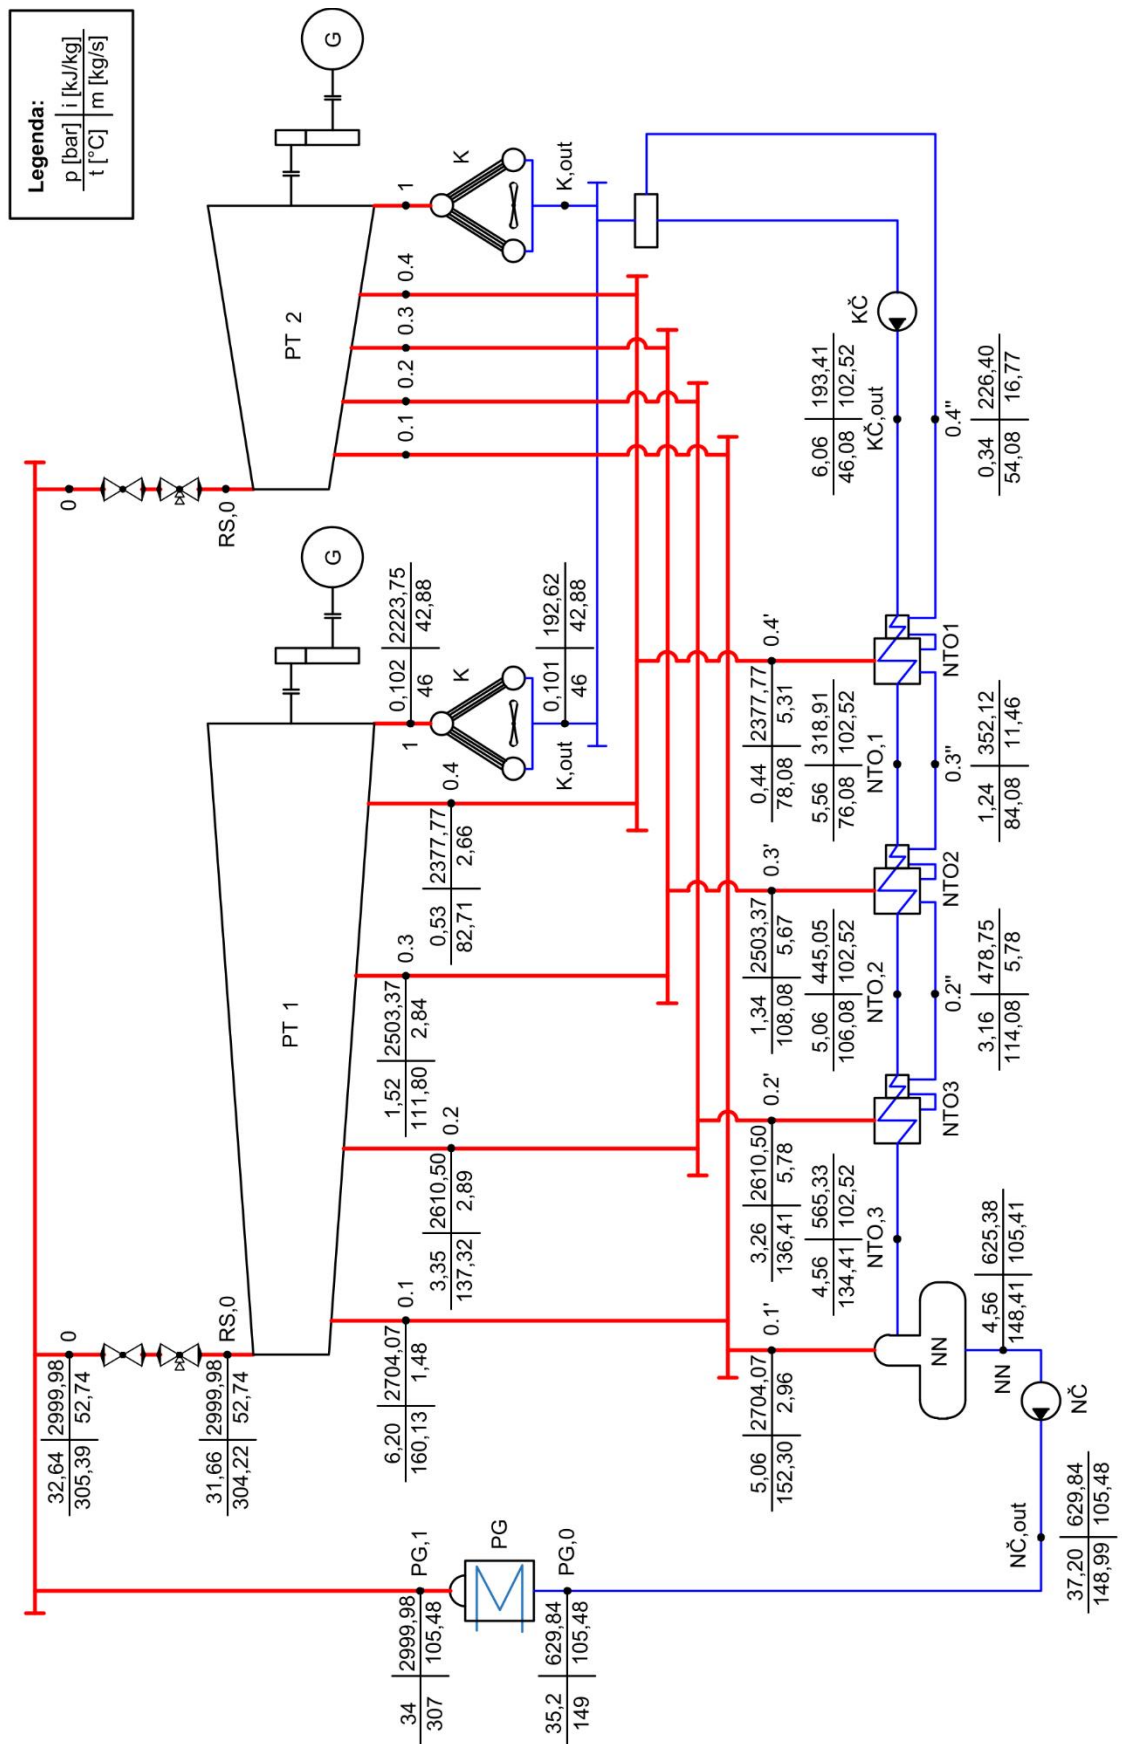 Legenda:
p [bar] i [kJ/kg]
t [°C] m [kg/s]
G
G
PT 1
PT 2
0
32,64 2999,98
305,39 52,74
RS,0
31,66 2999,98
304,22 52,74
0
RS,0
0.1
6,20 2704,07
160,13 1,48
0.2
3,35 2610,50
137,32 2,89
0.3
1,52 2503,37
111,80 2,84
0.4
0,53 2377,77
82,71 2,66
1
0,102 2223,75
46 42,88
K
K,out
0,101 192,62
46 42,88
0.1
0.2
0.3
0.4
1
K
K,out
PG,1
34 2999,98
307 105,48
PG
PG,0
35,2 629,84
149 105,48
0.1'
5,06 2704,07
152,30 2,96
0.2'
3,26 2610,50
136,41 5,78
0.3'
1,34 2503,37
108,08 5,67
0.4'
0,44 2377,77
78,08 5,31
NTO,3
4,56 565,33
134,41 102,52
NTO,2
5,06 445,05
106,08 102,52
NTO,1
5,56 318,91
76,08 102,52
KČ,out
6,06 193,41
46,08 102,52
KČ
NN
NTO3
NTO2
NTO1
0.2"
3,16 478,75
114,08 5,78
0.3"
1,24 352,12
84,08 11,46
0.4"
0,34 226,40
54,08 16,77
NN
4,56 625,38
148,41 105,41
NČ
NČ,out
37,20 629,84
148,99 105,48